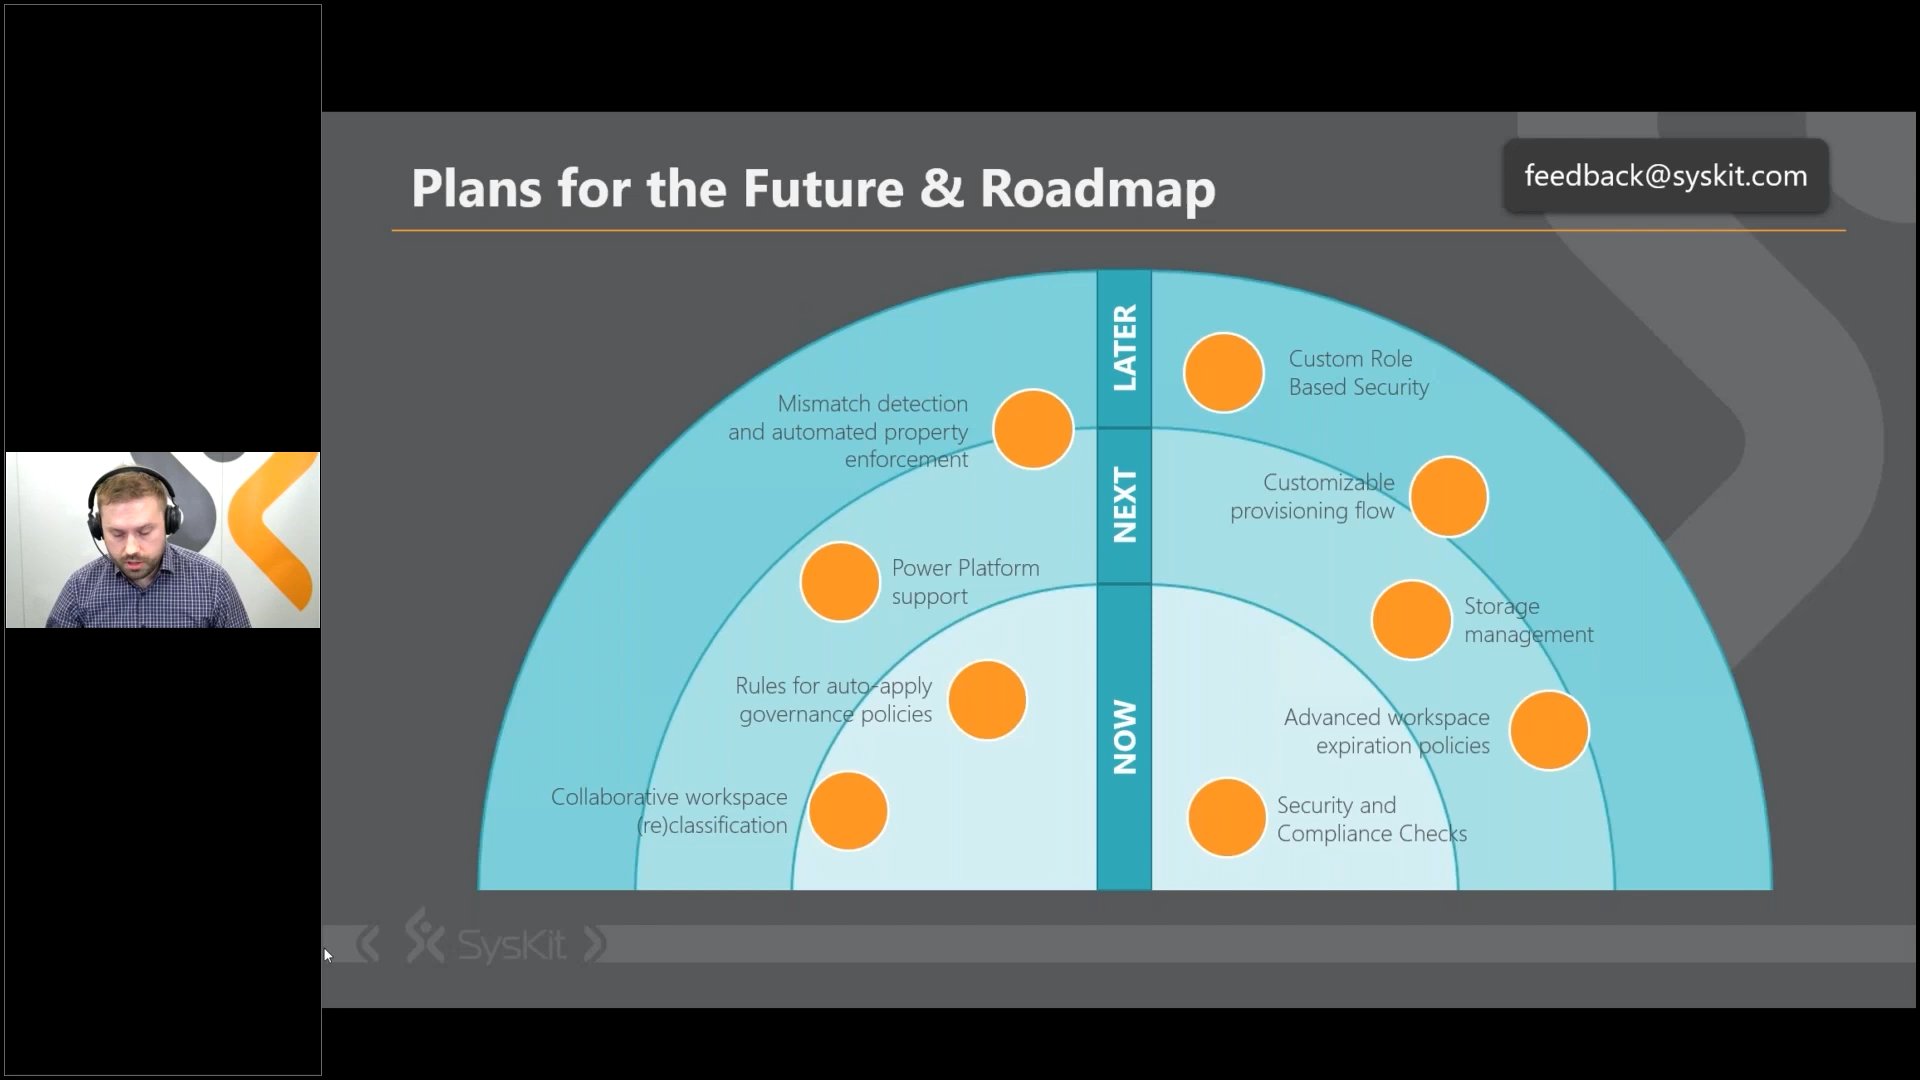 Plans for the Future & Roadmap
feedback@syskit.com
LATER
Custom Role
Based Security
Mismatch detection
and automated property
enforcement
NEXT
Customizable
provisioning flow
Power Platform
support
Storage
management
Rules for auto-apply
governance policies
NOW
Advanced workspace
expiration policies
Collaborative workspace
(re)classification
Security and
Compliance Checks
SysKit